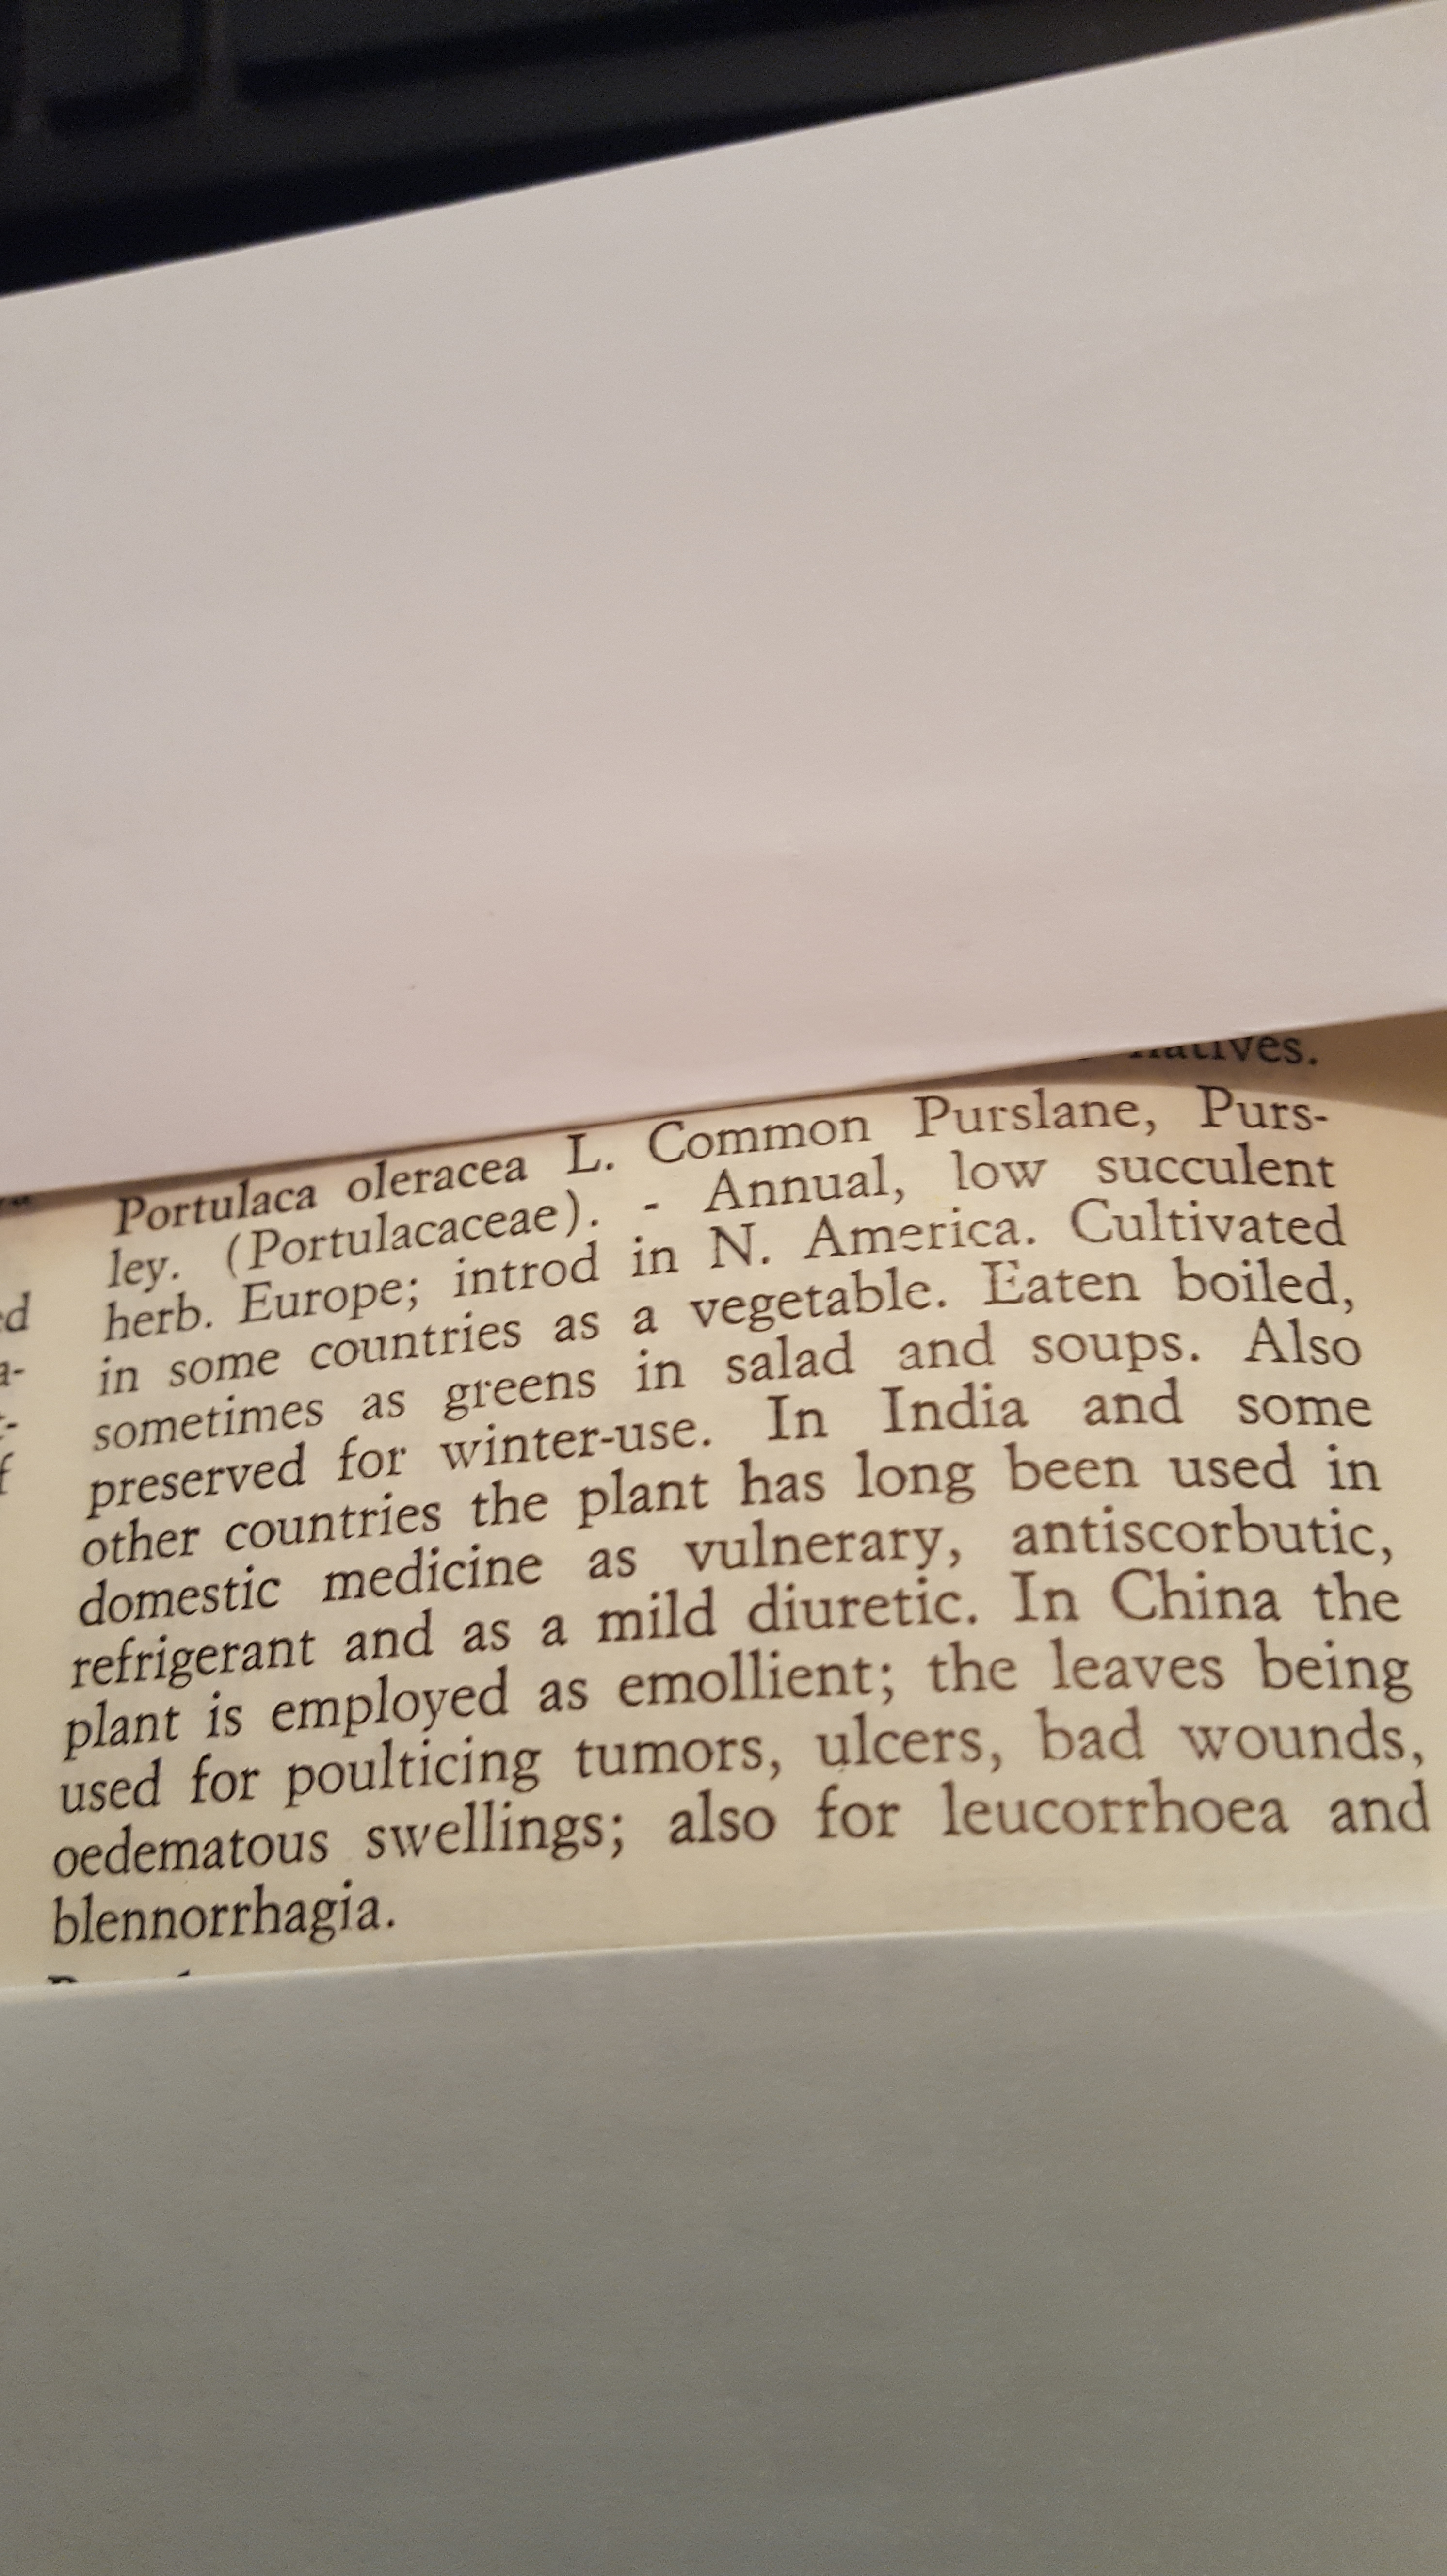 natives.
Portulaca oleracea L. Common Purslane, Purs-
ley. (Portulacaceae). - Annual, low succulent
herb. Europe; introd in N. America. Cultivated
in some countries as a vegetable. Eaten boiled,
sometimes as greens in salad and soups. Also
preserved for winter-use. In India and some
other countries the plant has long been used in
domestic medicine as vulnerary, antiscorbutic,
refrigerant and as a mild diuretic. In China the
plant is employed as emollient; the leaves being
used for poulticing tumors, ulcers, bad wounds,
oedematous swellings; also for leucorrhoea and
blennorrhagia.